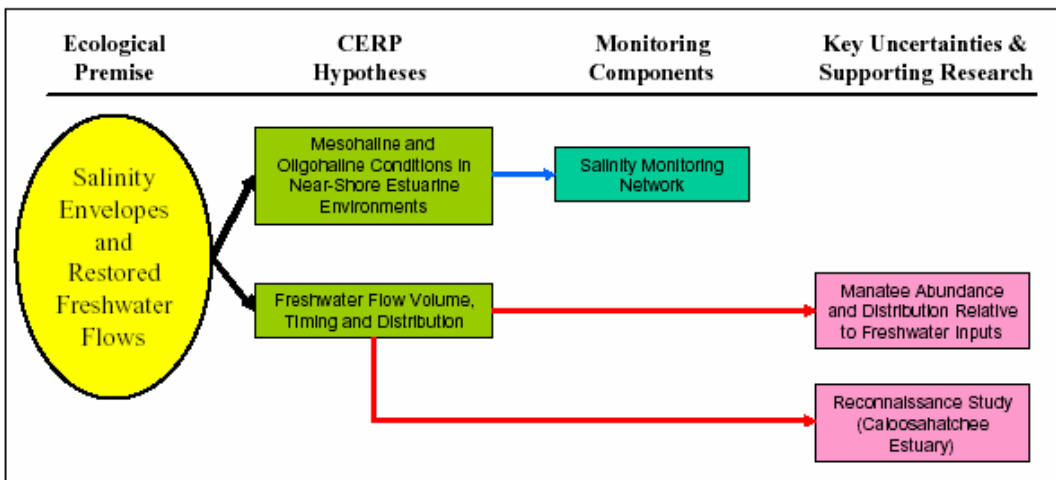 Ecological
Premise
CERP
Hypotheses
Monitoring
Components
Key Uncertainties &
Supporting Research
Salinity
Envelopes
and
Restored
Freshwater
Flows
Mesohaline and
Oligohaline Conditions in
Near-Shore Estuarine
Environments
Salinity Monitoring
Network
Freshwater Flow Volume,
Timing and Distribution
Manatee Abundance
and Distribution Relative
to Freshwater Inputs
Reconnaissance Study
(Caloosahatchee
Estuary)